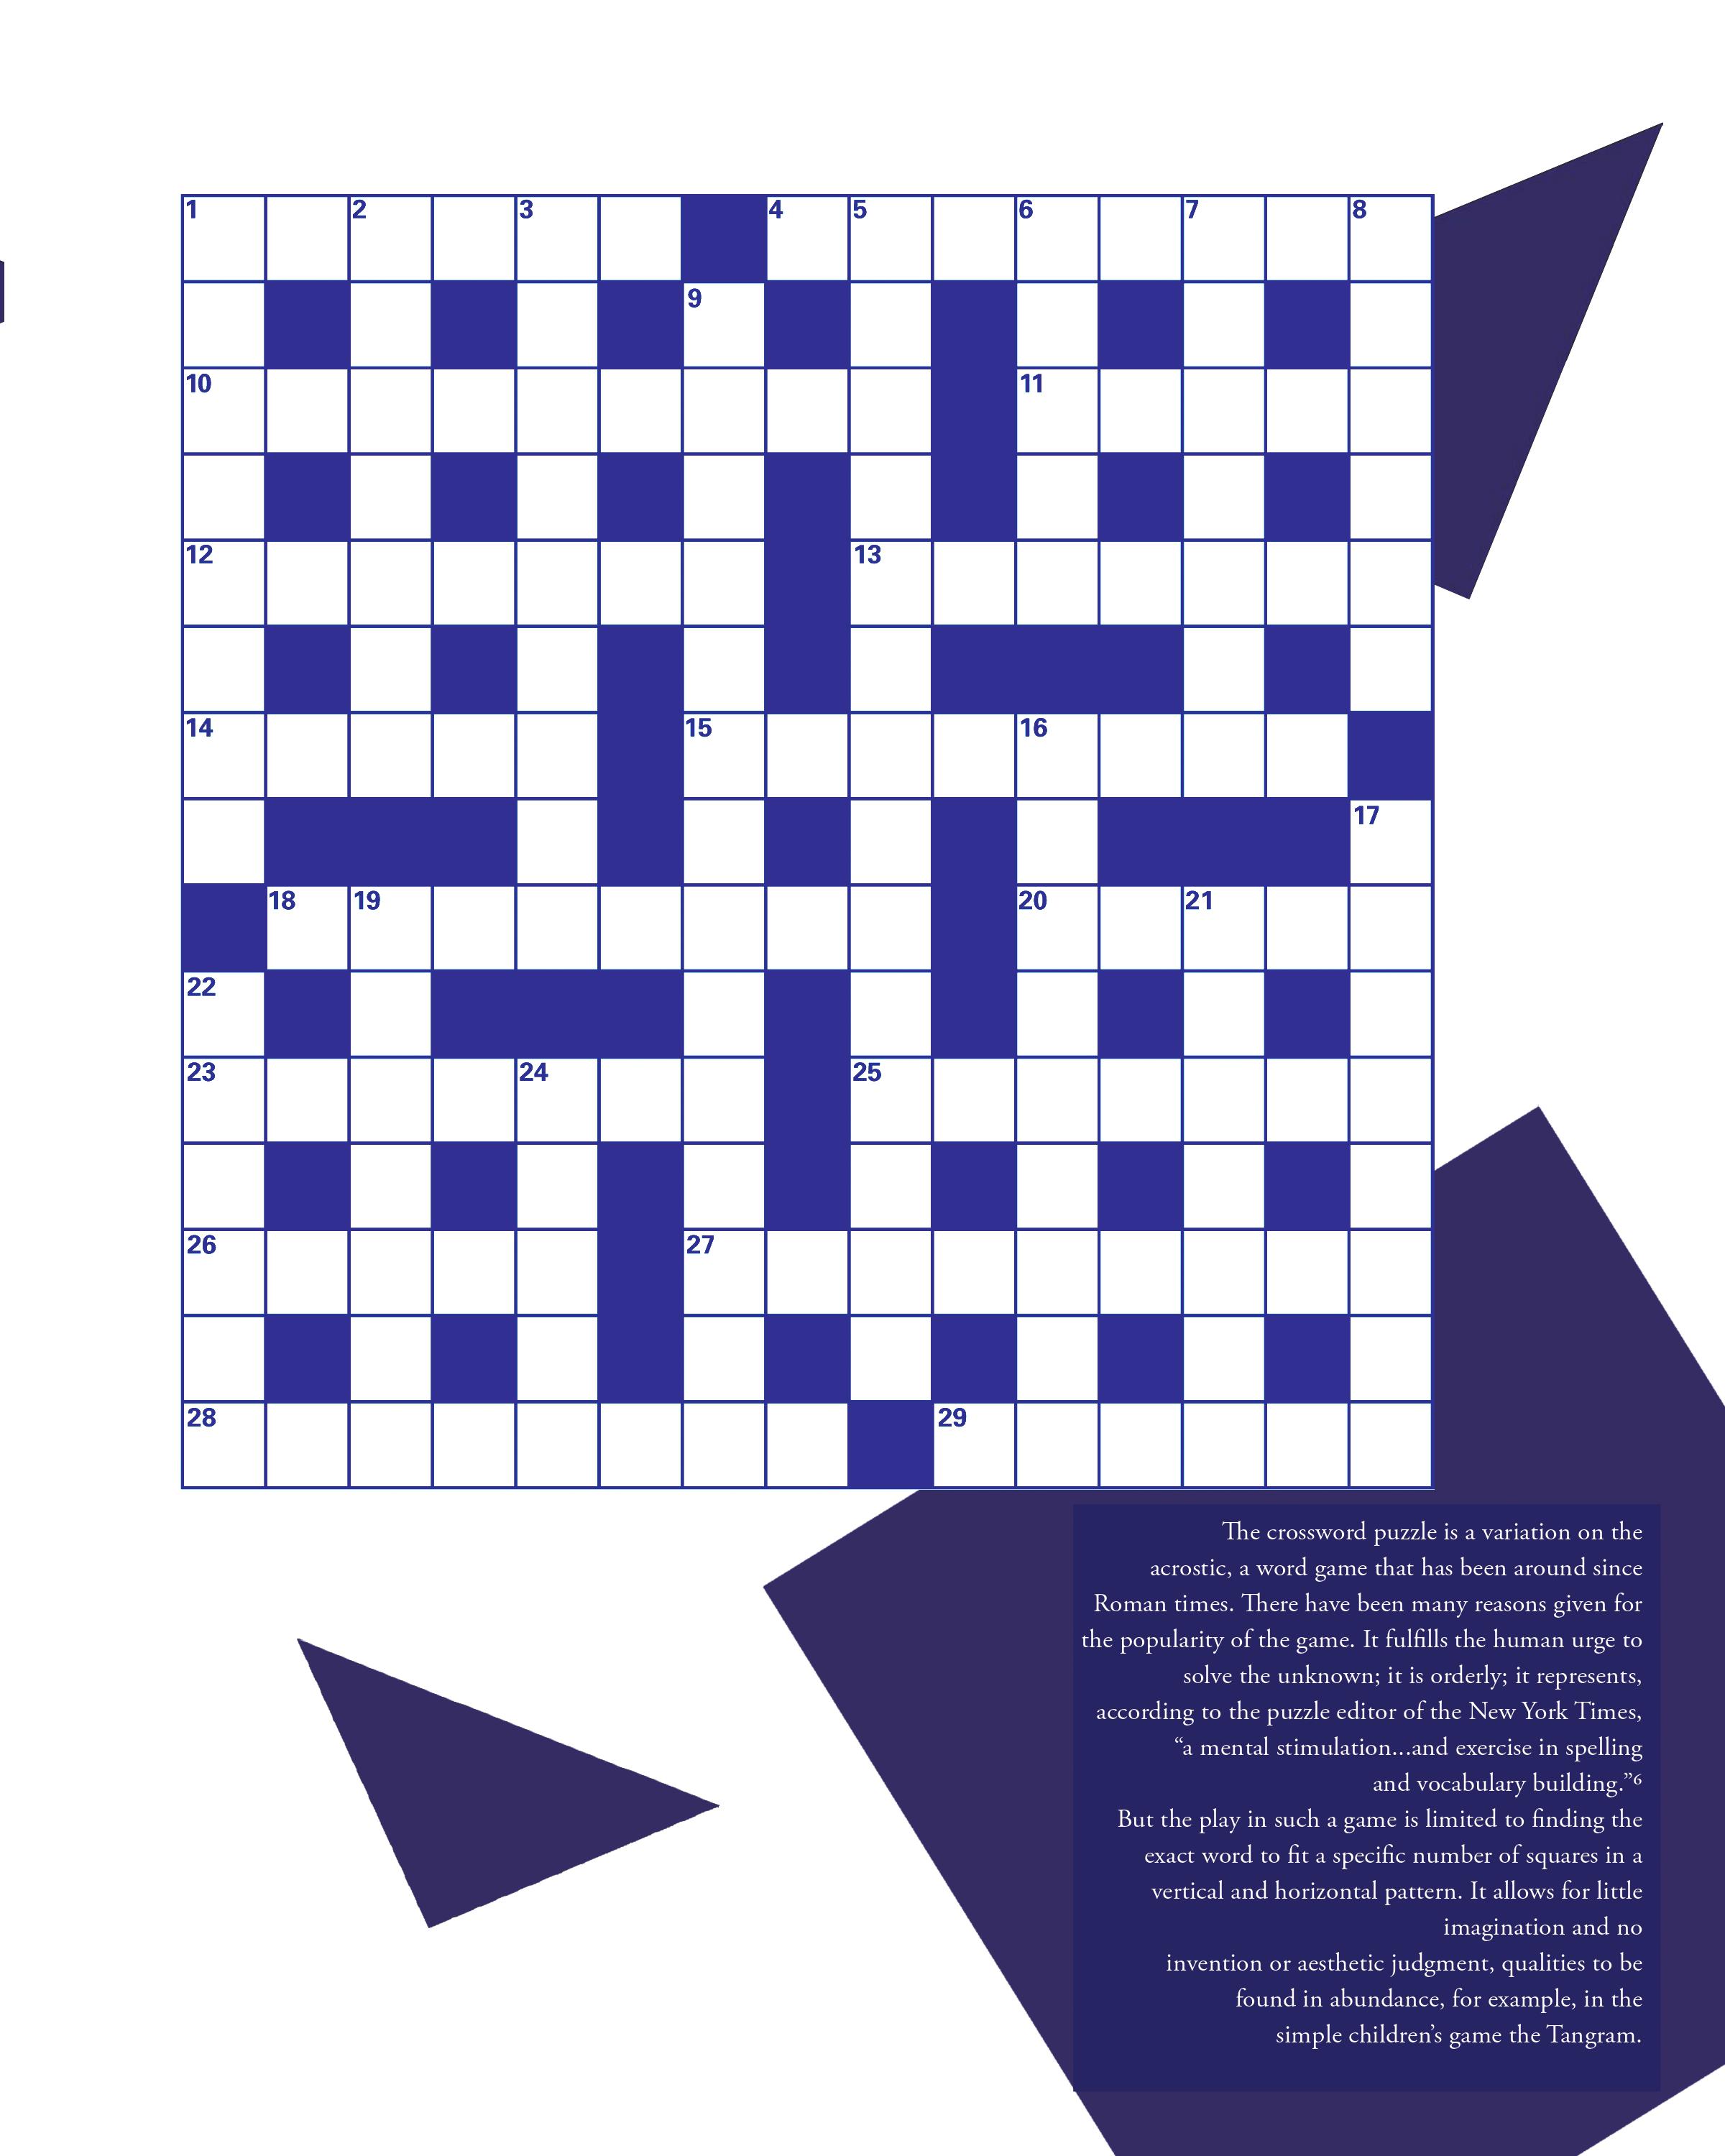 1 2 3 4 5 6 7 8
9
10 11
12 13
14 15 16
17
18 19 20 21
22
23 24 25
26 27
28 29
The crossword puzzle is a variation on the
acrostic, a word game that has been around since
Roman times. There have been many reasons given for
the popularity of the game. It fulfills the human urge to
solve the unknown; it is orderly; it represents,
according to the puzzle editor of the New York Times,
“a mental stimulation...and exercise in spelling
and vocabulary building.”⁶
But the play in such a game is limited to finding the
exact word to fit a specific number of squares in a
vertical and horizontal pattern. It allows for little
imagination and no
invention or aesthetic judgment, qualities to be
found in abundance, for example, in the
simple children’s game the Tangram.